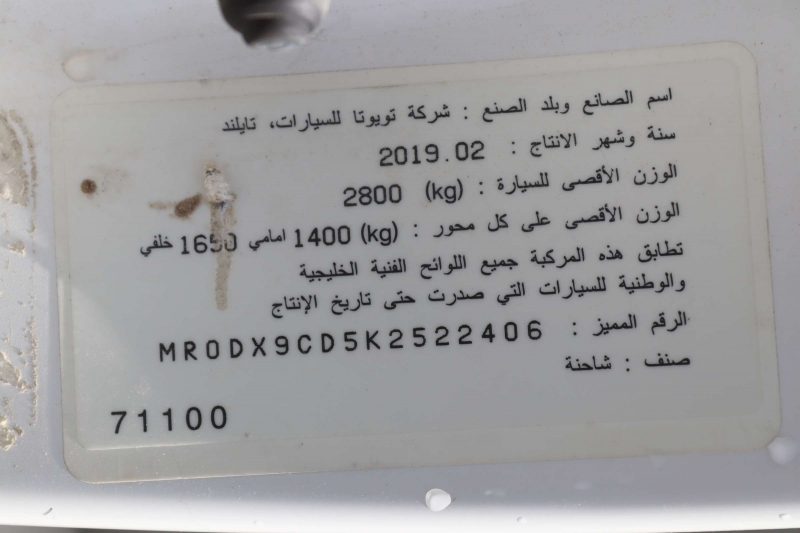 اسم الصانع وبلد الصنع : شركة تويوتا للسيارات، تايلند
سنة وشهر الانتاج : 2019.02
الوزن الأقصى للسيارة : (kg) 2800
الوزن الأقصى على كل محور : (kg) 1400 امامي 1650 خلفي
تطابق هذه المركبة جميع اللوائح الفنية الخليجية
والوطنية للسيارات التي صدرت حتى تاريخ الإنتاج
الرقم المميز : MR0DX9CD5K2522406
صنف : شاحنة
71100